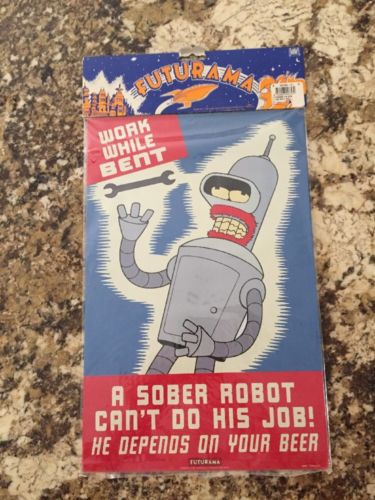 FUTURAMA
WORK
WHILE
BENT
A SOBER ROBOT
CAN'T DO HIS JOB!
HE DEPENDS ON YOUR BEER
FUTURAMA